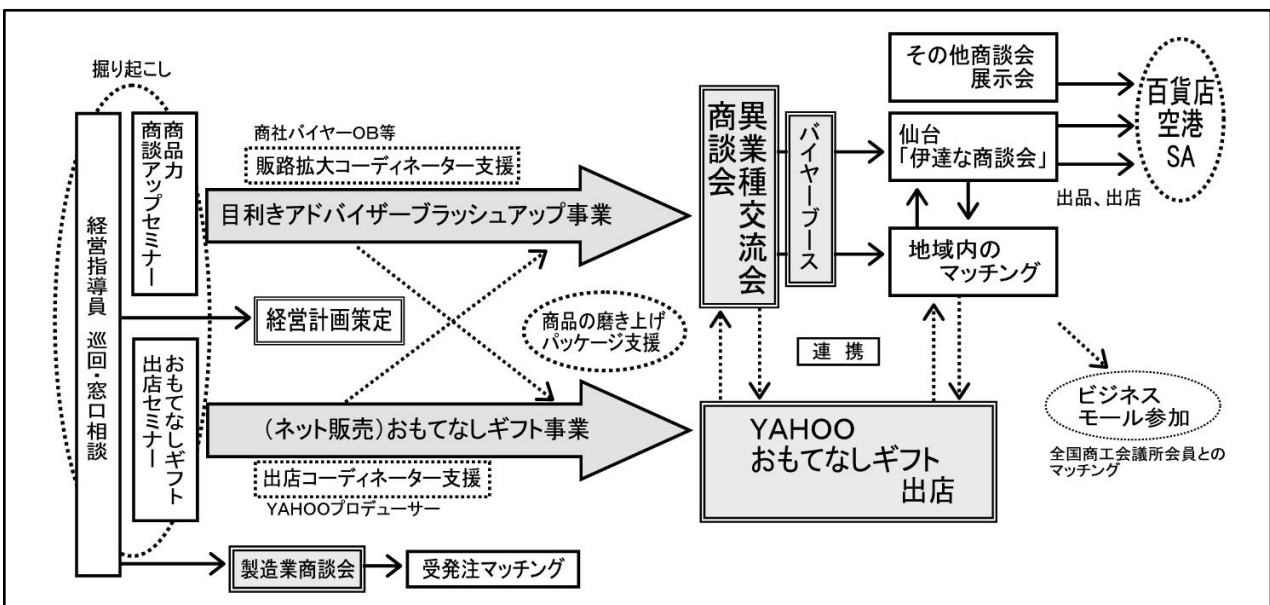 掘り起こし
経営指導員 巡回・窓口相談
商品力
商談アップセミナー
おもてなしギフト
出店セミナー
商社バイヤーOB等
販路拡大コーディネーター支援
目利きアドバイザーブラッシュアップ事業
経営計画策定
商品の磨き上げ
パッケージ支援
(ネット販売)おもてなしギフト事業
出店コーディネーター支援
YAHOOプロデューサー
製造業商談会
受発注マッチング
異業種交流会
商談会
バイヤーブース
その他商談会
展示会
仙台
「伊達な商談会」
地域内の
マッチング
百貨店
空港
SA
出品、出店
連携
YAHOO
おもてなしギフト
出店
ビジネス
モール参加
全国商工会議所会員との
マッチング